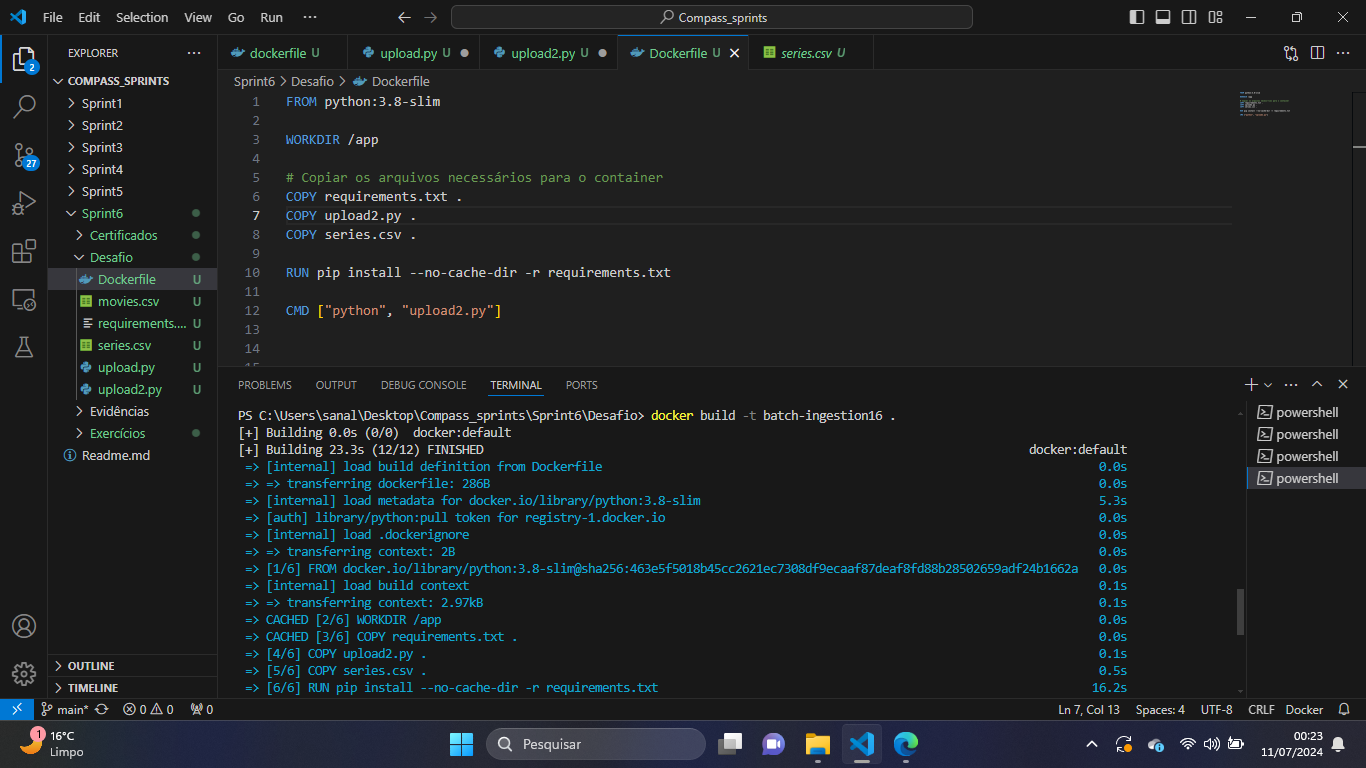 File Edit Selection View Go Run ··· Compass_sprints
EXPLORER ···
dockerfile U
upload.py U
upload2.py U
Dockerfile U
series.csv U
2
27
COMPASS_SPRINTS
Sprint1
Sprint2
Sprint3
Sprint4
Sprint5
Sprint6
Certificados
Desafio
Dockerfile U
movies.csv U
requirements.... U
series.csv U
upload.py U
upload2.py U
Evidências
Exercícios
Readme.md
OUTLINE
TIMELINE
Sprint6 > Desafio > Dockerfile
1 FROM python:3.8-slim
2
3 WORKDIR /app
4
5 # Copiar os arquivos necessários para o container
6 COPY requirements.txt .
7 COPY upload2.py .
8 COPY series.csv .
9
10 RUN pip install --no-cache-dir -r requirements.txt
11
12 CMD ["python", "upload2.py"]
13
14
PROBLEMS OUTPUT DEBUG CONSOLE TERMINAL PORTS
PS C:\Users\sanal\Desktop\Compass_sprints\Sprint6\Desafio> docker build -t batch-ingestion16 .
[+] Building 0.0s (0/0) docker:default
[+] Building 23.3s (12/12) FINISHED docker:default
=> [internal] load build definition from Dockerfile 0.0s
=> => transferring dockerfile: 286B 0.0s
=> [internal] load metadata for docker.io/library/python:3.8-slim 5.3s
=> [auth] library/python:pull token for registry-1.docker.io 0.0s
=> [internal] load .dockerignore 0.0s
=> => transferring context: 2B 0.0s
=> [1/6] FROM docker.io/library/python:3.8-slim@sha256:463e5f5018b45cc2621ec7308df9ecaaf87deaf8fd88b28502659adf24b1662a 0.0s
=> [internal] load build context 0.1s
=> => transferring context: 2.97kB 0.1s
=> CACHED [2/6] WORKDIR /app 0.0s
=> CACHED [3/6] COPY requirements.txt . 0.0s
=> [4/6] COPY upload2.py . 0.1s
=> [5/6] COPY series.csv . 0.5s
=> [6/6] RUN pip install --no-cache-dir -r requirements.txt 16.2s
powershell
powershell
powershell
powershell
main* 0 0 0 Ln 7, Col 13 Spaces: 4 UTF-8 CRLF Docker
1
16°C
Limpo
Pesquisar
00:23
11/07/2024